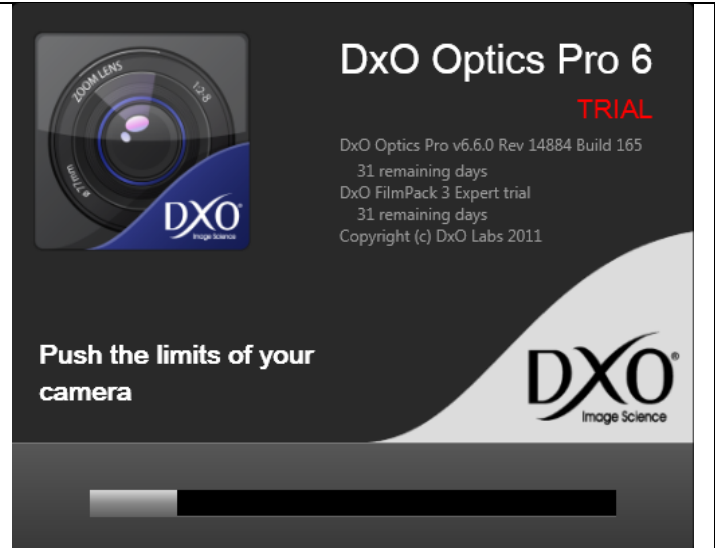 ZOOM LENS
1:2-8
ø77mm
DXO
Image Science
DxO Optics Pro 6
TRIAL
DxO Optics Pro v6.6.0 Rev 14884 Build 165
31 remaining days
DxO FilmPack 3 Expert trial
31 remaining days
Copyright (c) DxO Labs 2011
Push the limits of your
camera
DXO®
Image Science